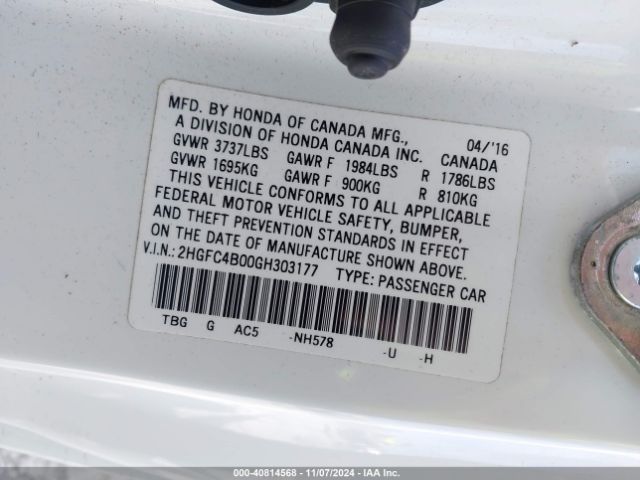 MFD. BY HONDA OF CANADA MFG.,
A DIVISION OF HONDA CANADA INC. 04/'16 CANADA
GVWR 3737LBS GAWR F 1984LBS R 1786LBS
GVWR 1695KG GAWR F 900KG R 810KG
THIS VEHICLE CONFORMS TO ALL APPLICABLE
FEDERAL MOTOR VEHICLE SAFETY, BUMPER,
AND THEFT PREVENTION STANDARDS IN EFFECT
ON THE DATE OF MANUFACTURE SHOWN ABOVE.
V.I.N.: 2HGFC4B00GH303177 TYPE: PASSENGER CAR
TBG G AC5 -NH578 -U -H
000-40814568 - 11/07/2024 - IAA Inc.